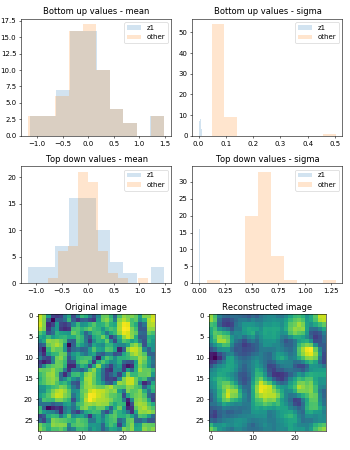 Bottom up values - mean
17.5
15.0
12.5
10.0
7.5
5.0
2.5
0.0
-1.0 -0.5 0.0 0.5 1.0 1.5
z1
other
Bottom up values - sigma
50
40
30
20
10
0
0.0 0.1 0.2 0.3 0.4 0.5
z1
other
Top down values - mean
20
15
10
5
0
-1.0 -0.5 0.0 0.5 1.0 1.5
z1
other
Top down values - sigma
30
25
20
15
10
5
0
0.00 0.25 0.50 0.75 1.00 1.25
z1
other
Original image
0
5
10
15
20
25
0 10 20
Reconstructed image
0
5
10
15
20
25
0 10 20